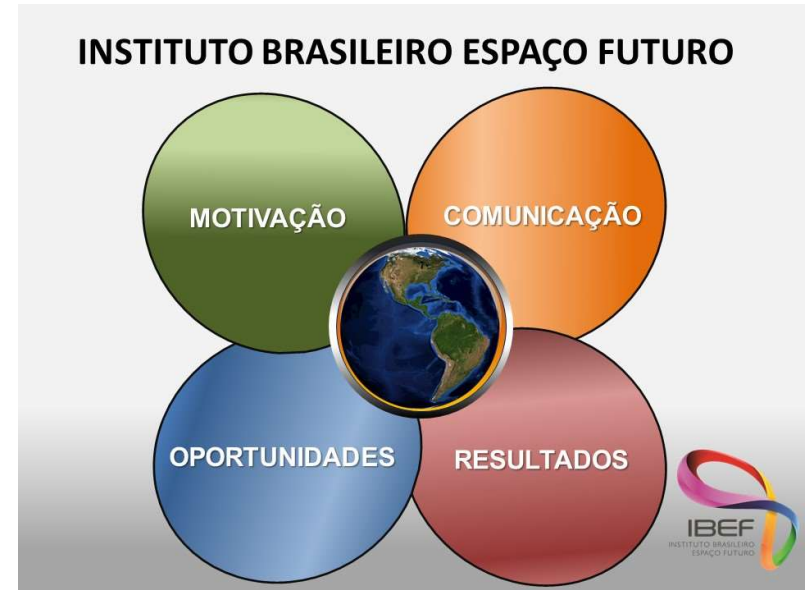 INSTITUTO BRASILEIRO ESPAÇO FUTURO
MOTIVAÇÃO
COMUNICAÇÃO
OPORTUNIDADES
RESULTADOS
IBEF
INSTITUTO BRASILEIRO
ESPAÇO FUTURO